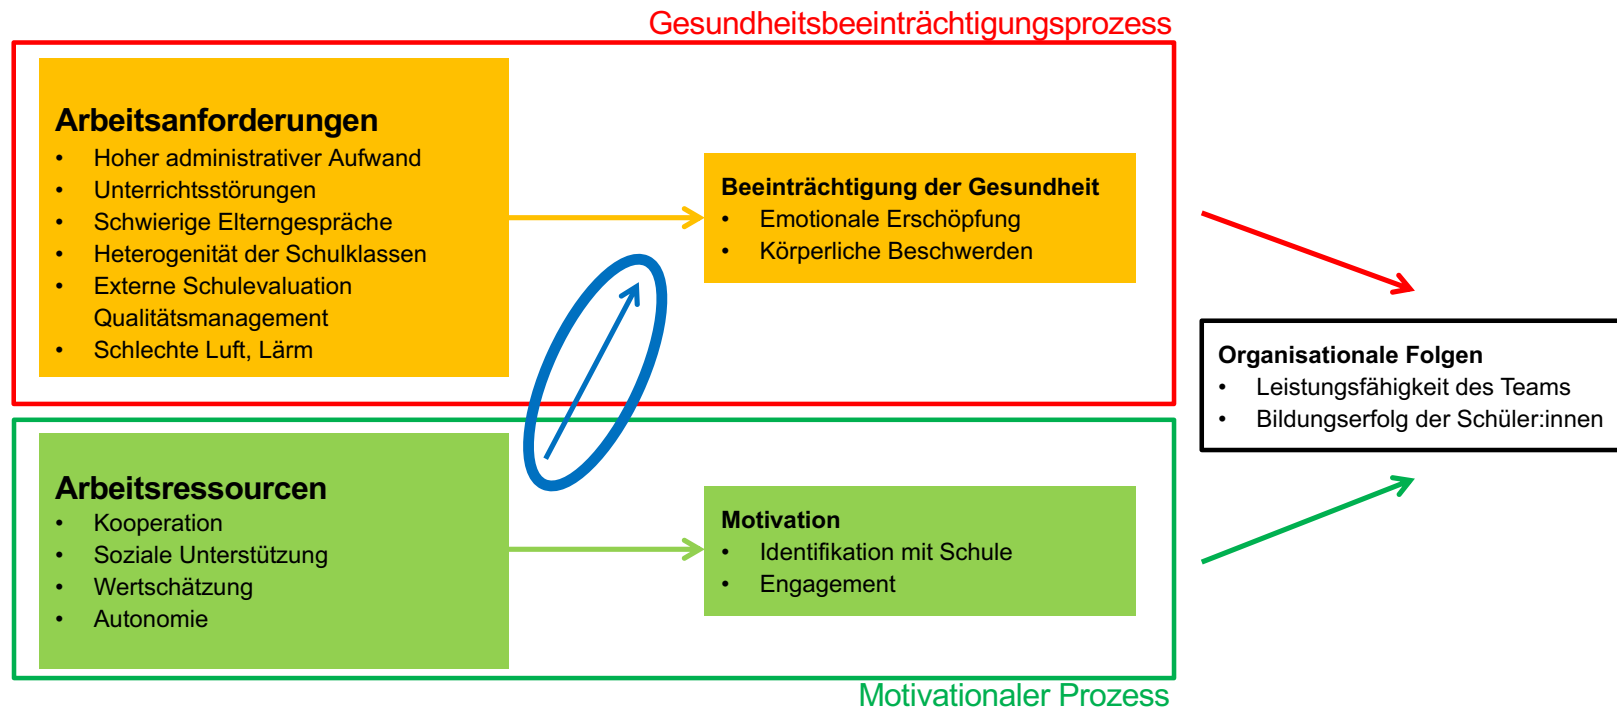 Gesundheitsbeeinträchtigungsprozess
Arbeitsanforderungen
• Hoher administrativer Aufwand
• Unterrichtsstörungen
• Schwierige Elterngespräche
• Heterogenität der Schulklassen
• Externe Schulevaluation
Qualitätsmanagement
• Schlechte Luft, Lärm
Beeinträchtigung der Gesundheit
• Emotionale Erschöpfung
• Körperliche Beschwerden
Organisationale Folgen
• Leistungsfähigkeit des Teams
• Bildungserfolg der Schüler:innen
Arbeitsressourcen
• Kooperation
• Soziale Unterstützung
• Wertschätzung
• Autonomie
Motivation
• Identifikation mit Schule
• Engagement
Motivationaler Prozess